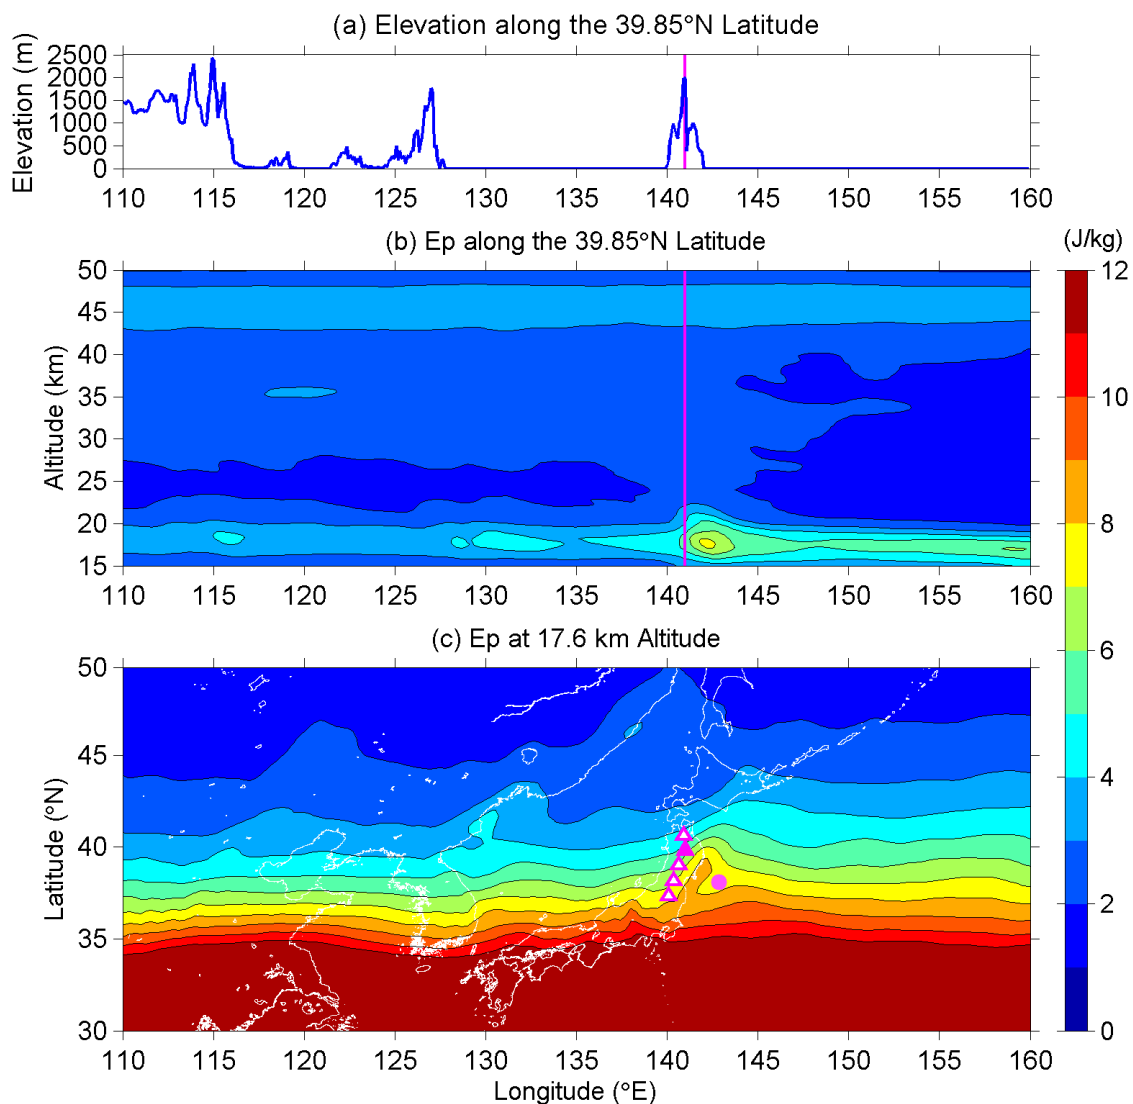 (a) Elevation along the 39.85°N Latitude
Elevation (m)
2500
2000
1500
1000
500
0
110 115 120 125 130 135 140 145 150 155 160
(b) Ep along the 39.85°N Latitude
(J/kg)
Altitude (km)
50
45
40
35
30
25
20
15
110 115 120 125 130 135 140 145 150 155 160
12
10
8
6
4
2
0
(c) Ep at 17.6 km Altitude
Latitude (°N)
50
45
40
35
30
110 115 120 125 130 135 140 145 150 155 160
Longitude (°E)